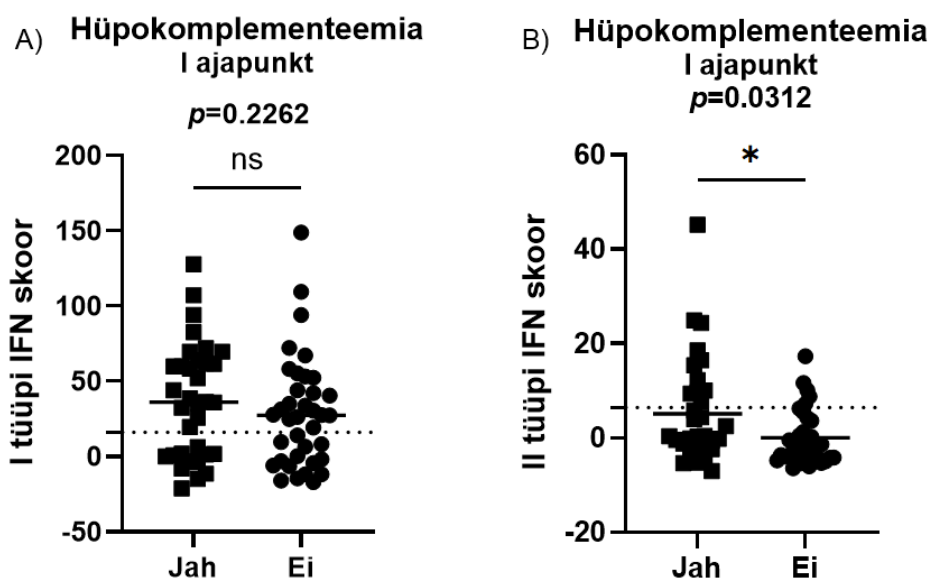 A)
Hüpokomplementeemia
I ajapunkt
p=0.2262
ns
I tüüpi IFN skoor
200
150
100
50
0
-50
Jah
Ei
B)
Hüpokomplementeemia
I ajapunkt
p=0.0312
*
II tüüpi IFN skoor
60
40
20
0
-20
Jah
Ei